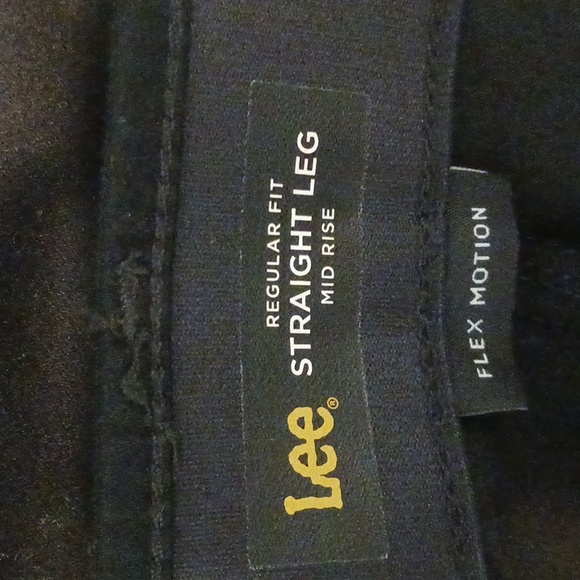 Lee®
REGULAR FIT
STRAIGHT LEG
MID RISE
FLEX MOTION